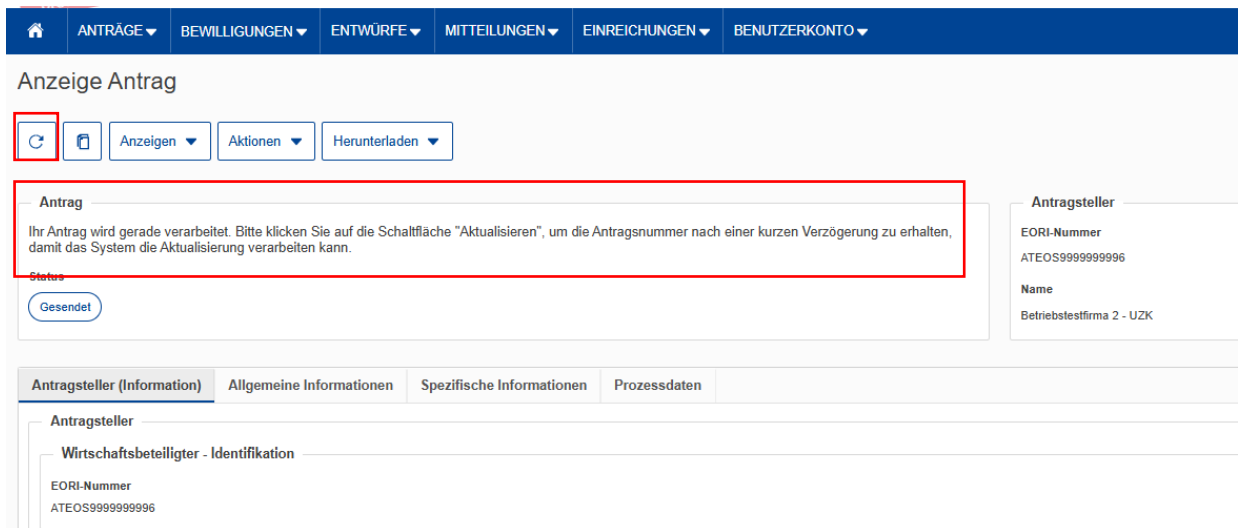 ANTRÄGE BEWILLIGUNGEN ENTWÜRFE MITTEILUNGEN EINREICHUNGEN BENUTZERKONTO
Anzeige Antrag
Anzeigen Aktionen Herunterladen
Antrag
Ihr Antrag wird gerade verarbeitet. Bitte klicken Sie auf die Schaltfläche "Aktualisieren", um die Antragsnummer nach einer kurzen Verzögerung zu erhalten,
damit das System die Aktualisierung verarbeiten kann.
Status
Gesendet
Antragsteller
EORI-Nummer
ATEOS9999999996
Name
Betriebstestfirma 2 - UZK
Antragsteller (Information) Allgemeine Informationen Spezifische Informationen Prozessdaten
Antragsteller
Wirtschaftsbeteiligter - Identifikation
EORI-Nummer
ATEOS9999999996